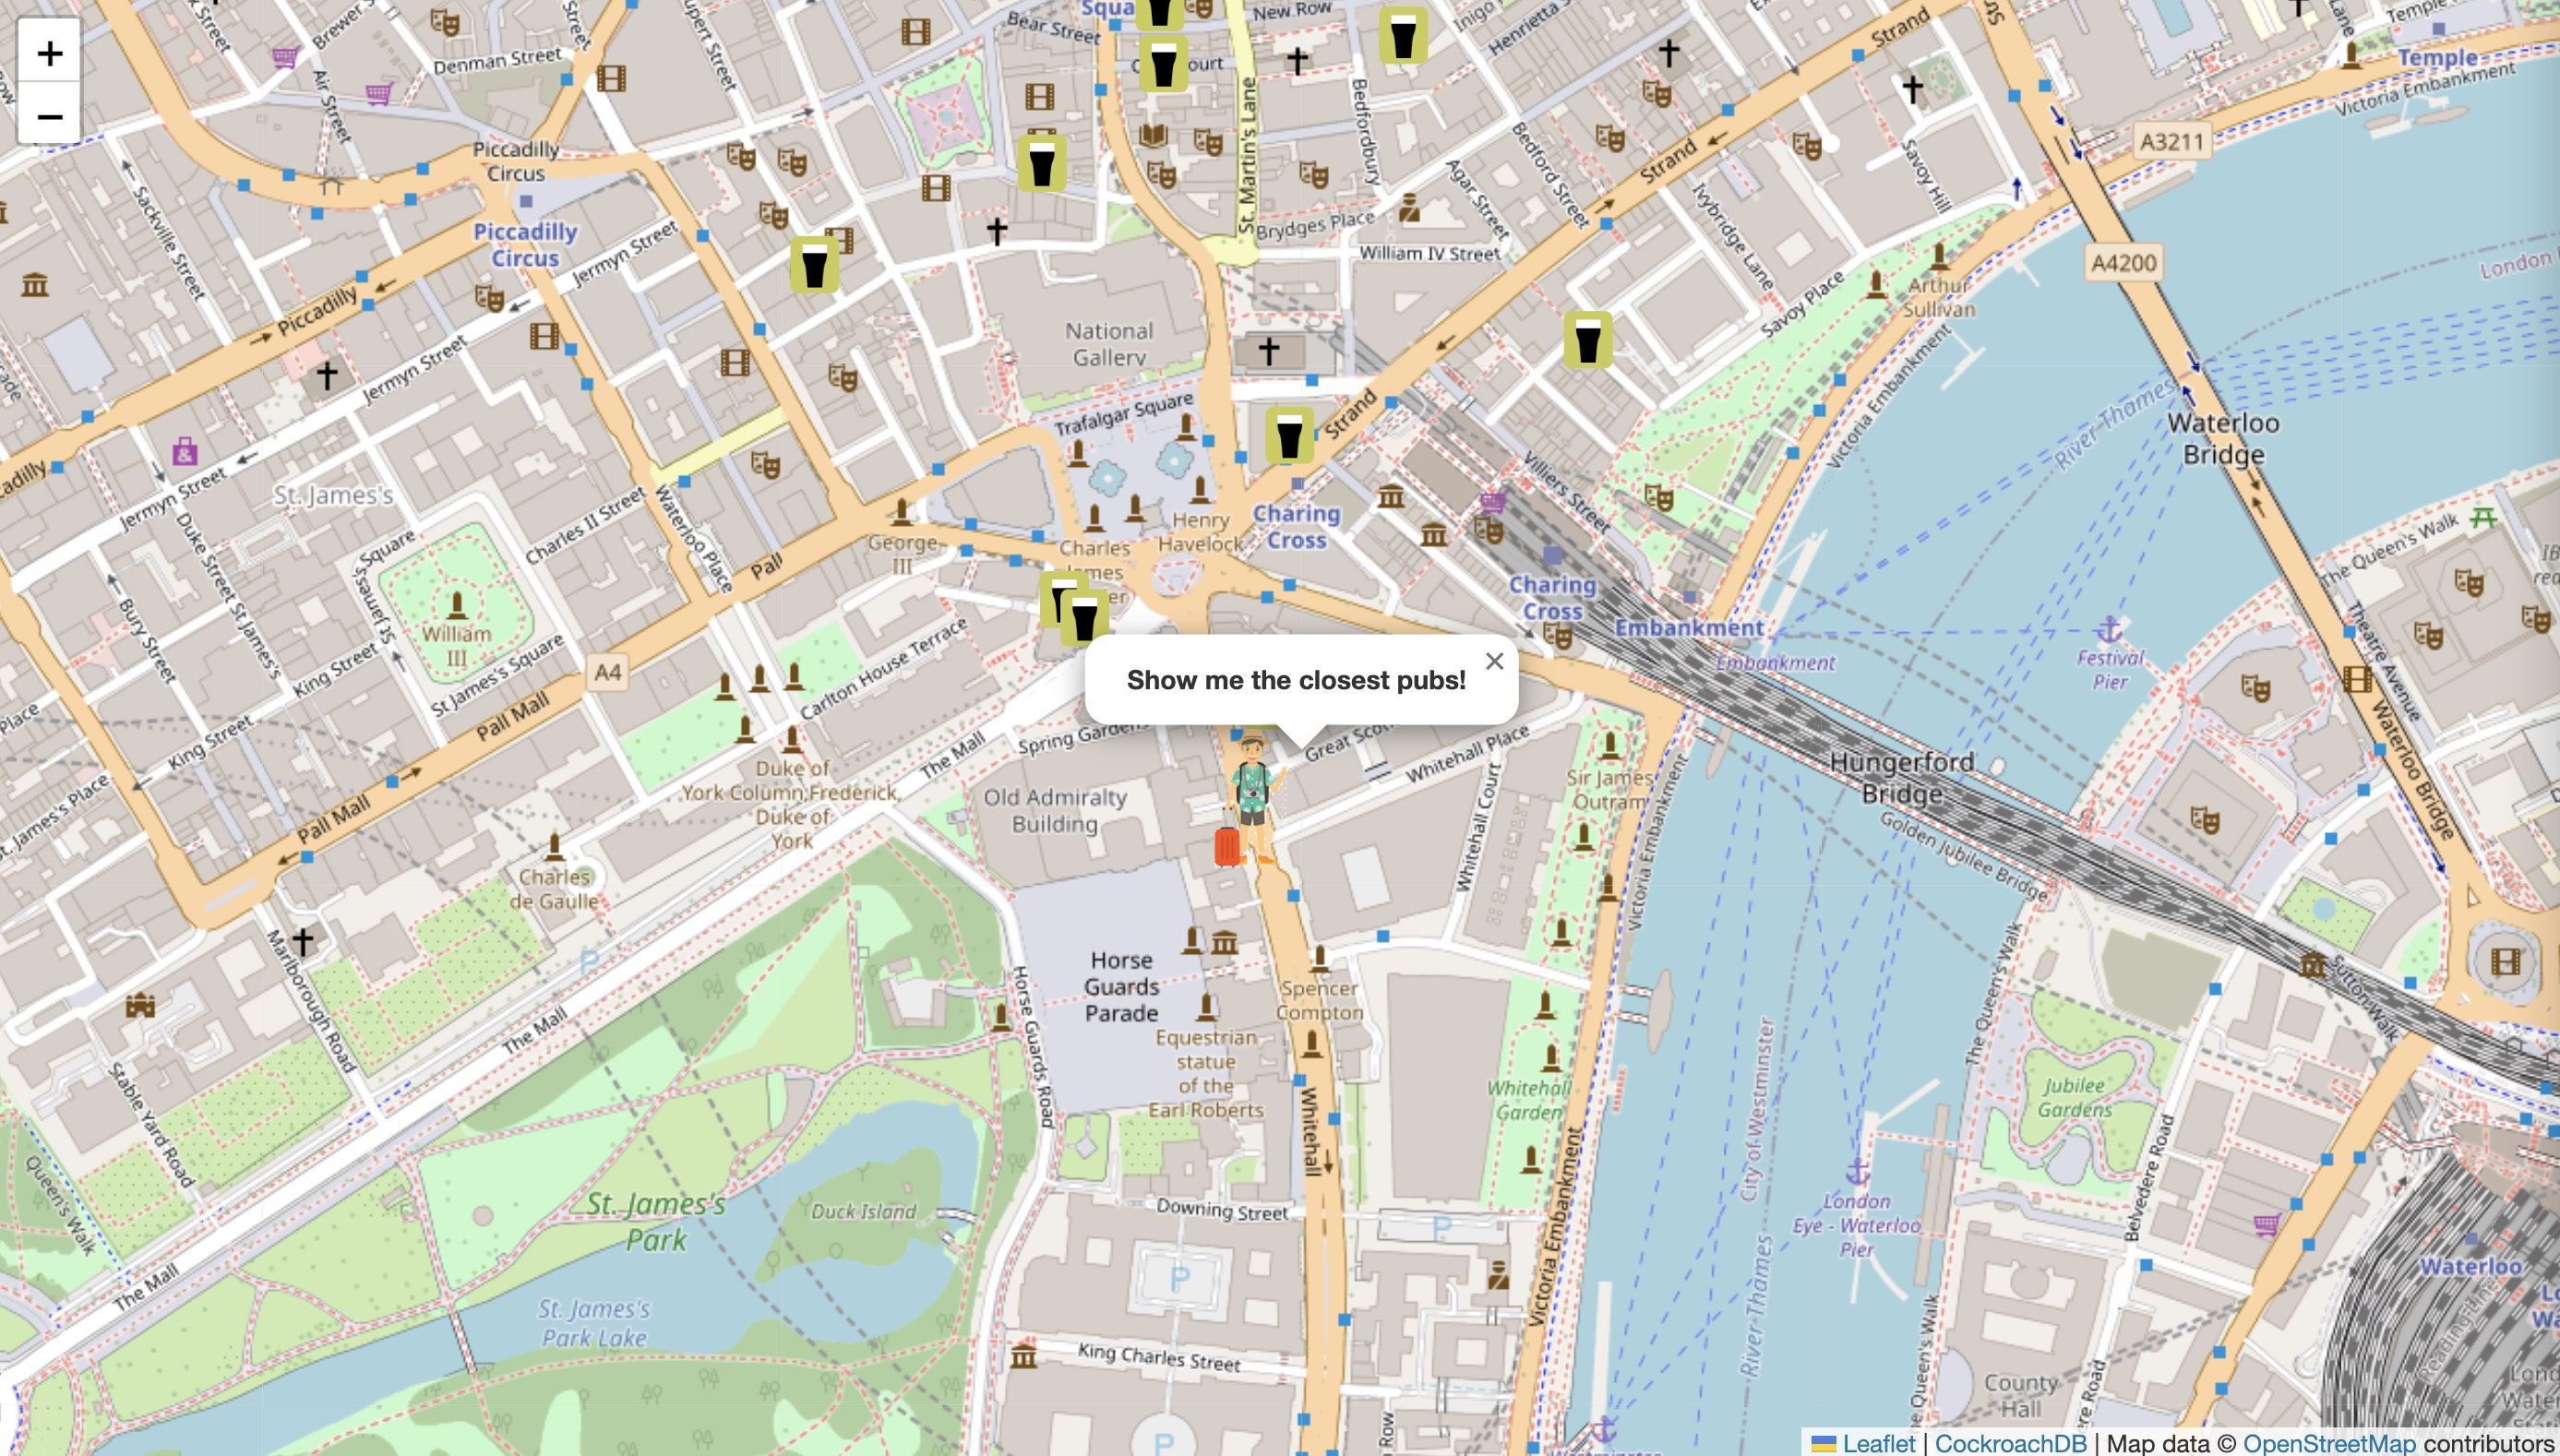 +
−
Brewer S
Air Street
Denman Street
Bear Street
Squa
New Row
Henrietta S
Inigo
Strand
Temple
Victoria Embankment
A3211
Piccadilly
Circus
Piccadilly
Circus
Sackville Street
Jermyn Street
Piccadilly
Jermyn Street
St. Martin's Lane
Bedfordbury
Bedford Street
Agar Street
Brydges Place
William IV Street
Strand
Ivybridge Lane
Savoy Hill
Savoy Place
A4200
Arthur
Sullivan
Victoria Embankment
River Thames
Waterloo
Bridge
National
Gallery
Trafalgar Square
Strand
Villiers Street
Charing
Cross
Henry
Havelock
Charles
James
George
III
Charing
Cross
Embankment
Embankment
Festival
Pier
The Queen's Walk
Theatre Avenue
Waterloo Bridge
St. James's
Jermyn Street
Duke Street St James's
Bury Street
St James's Square
Charles II Street
Waterloo Place
Pall
William
III
St James's Square
King Street
King Street
A4
Pall Mall
Pall Mall
Carlton House Terrace
The Mall
Spring Gardens
Show me the closest pubs!
×
Whitehall Place
Whitehall Court
Sir James
Outram
Victoria Embankment
Hungerford
Bridge
Golden Jubilee Bridge
Duke of
York Column;Frederick,
Duke of
York
Old Admiralty
Building
St. James's Place
Charles
de Gaulle
Marlborough Road
The Mall
Stable Yard Road
Queen's Walk
The Mall
Horse
Guards
Parade
Horse Guards Road
Equestrian
statue
of the
Earl Roberts
Spencer
Compton
Whitehall
Whitehall
Garden
Victoria Embankment
City of Westminster
River Thames
The Queen's Walk
Jubilee
Gardens
Belvedere Road
Sutton Walk
London
Eye - Waterloo
Pier
St. James's
Park
Duck Island
Downing Street
St. James's
Park Lake
King Charles Street
P
P
P
P
Waterloo
County
Hall
Leaflet | CockroachDB | Map data © OpenStreetMap contributors